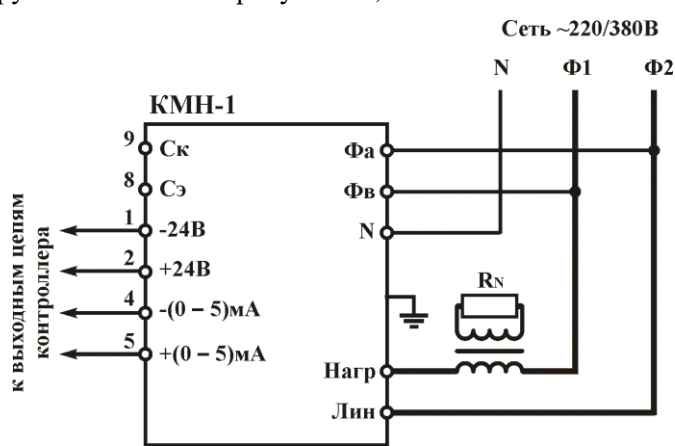 Сеть ~220/380В
N Ф1 Ф2
КМН-1
9 Ск
Фа
8 Сэ
Фв
1 -24В
N
2 +24В
4 -(0 – 5)мА
5 +(0 – 5)мА
RN
Нагр
Лин
к выходным цепям
контроллера